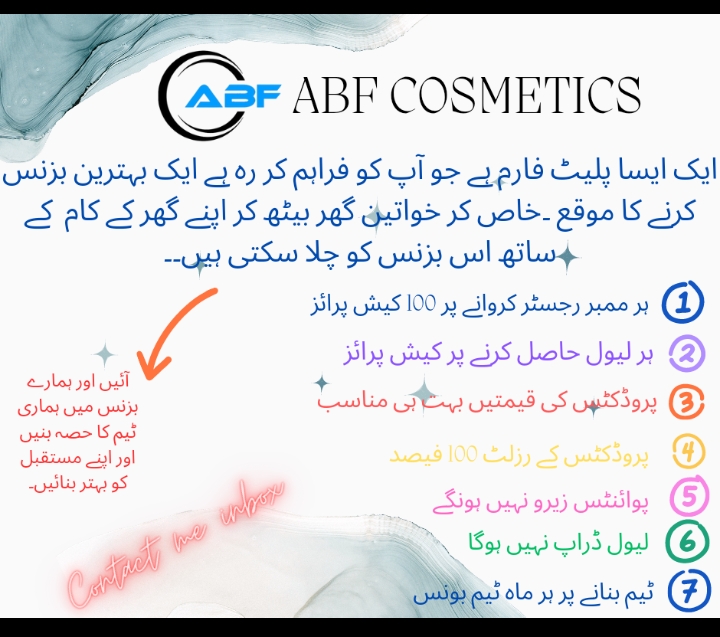 ABF
ABF COSMETICS
ایک ایسا پلیٹ فارم ہے جو آپ کو فراہم کر رہ ہے ایک بہترین بزنس
کرنے کا موقع ۔خاص کر خواتین گھر بیٹھ کر اپنے گھر کے کام کے
ساتھ اس بزنس کو چلا سکتی ہیں۔۔
1 ہر ممبر رجسٹر کروانے پر 100 کیش پرائز
2 ہر لیول حاصل کرنے پر کیش پرائز
3 پروڈکٹس کی قیمتیں بہت ہی مناسب
4 پروڈکٹس کے رزلٹ 100 فیصد
5 پوائنٹس زیرو نہیں ہونگے
6 لیول ڈراپ نہیں ہوگا
7 ٹیم بنانے پر ہر ماہ ٹیم بونس
آئیں اور ہمارے
بزنس میں ہماری
ٹیم کا حصہ بنیں
اور اپنے مستقبل
کو بہتر بنائیں۔
Contact me inbox